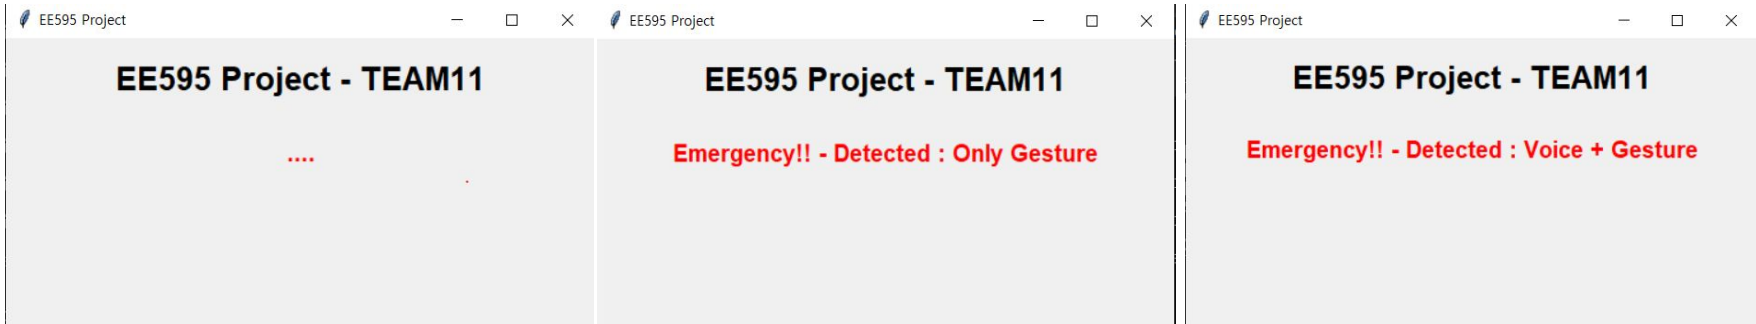 EE595 Project
EE595 Project - TEAM11
....
EE595 Project
EE595 Project - TEAM11
Emergency!! - Detected : Only Gesture
EE595 Project
EE595 Project - TEAM11
Emergency!! - Detected : Voice + Gesture